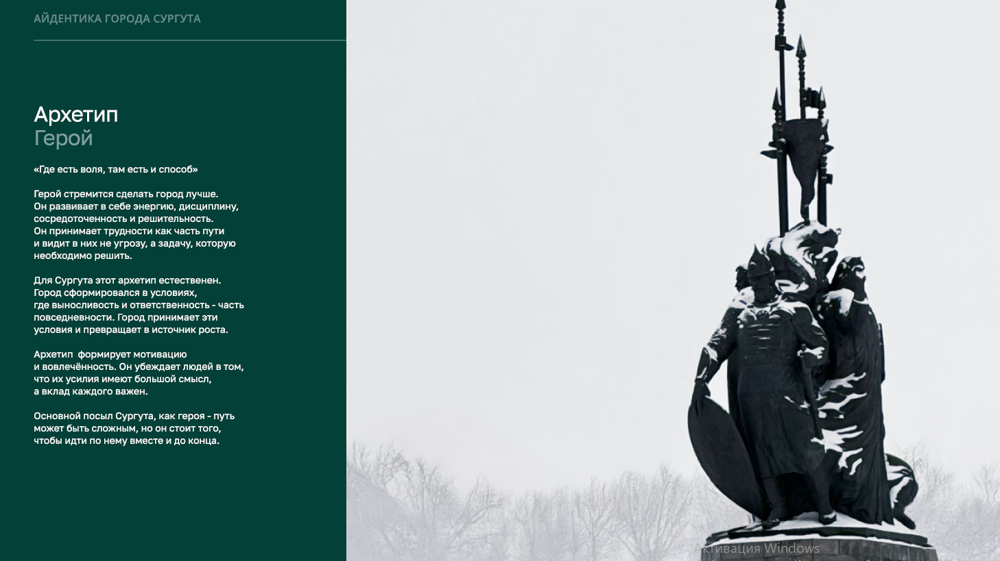 АЙДЕНТИКА ГОРОДА СУРГУТА
Архетип
Герой
«Где есть воля, там есть и способ»
Герой стремится сделать город лучше.
Он развивает в себе энергию, дисциплину,
сосредоточенность и решительность.
Он принимает трудности как часть пути
и видит в них не угрозу, а задачу, которую
необходимо решить.
Для Сургута этот архетип естественен.
Город сформировался в условиях,
где выносливость и ответственность - часть
повседневности. Город принимает эти
условия и превращает в источник роста.
Архетип  формирует мотивацию
и вовлечённость. Он убеждает людей в том,
что их усилия имеют большой смысл,
а вклад каждого важен.
Основной посыл Сургута, как героя - путь
может быть сложным, но он стоит того,
чтобы идти по нему вместе и до конца.
Активация Windows